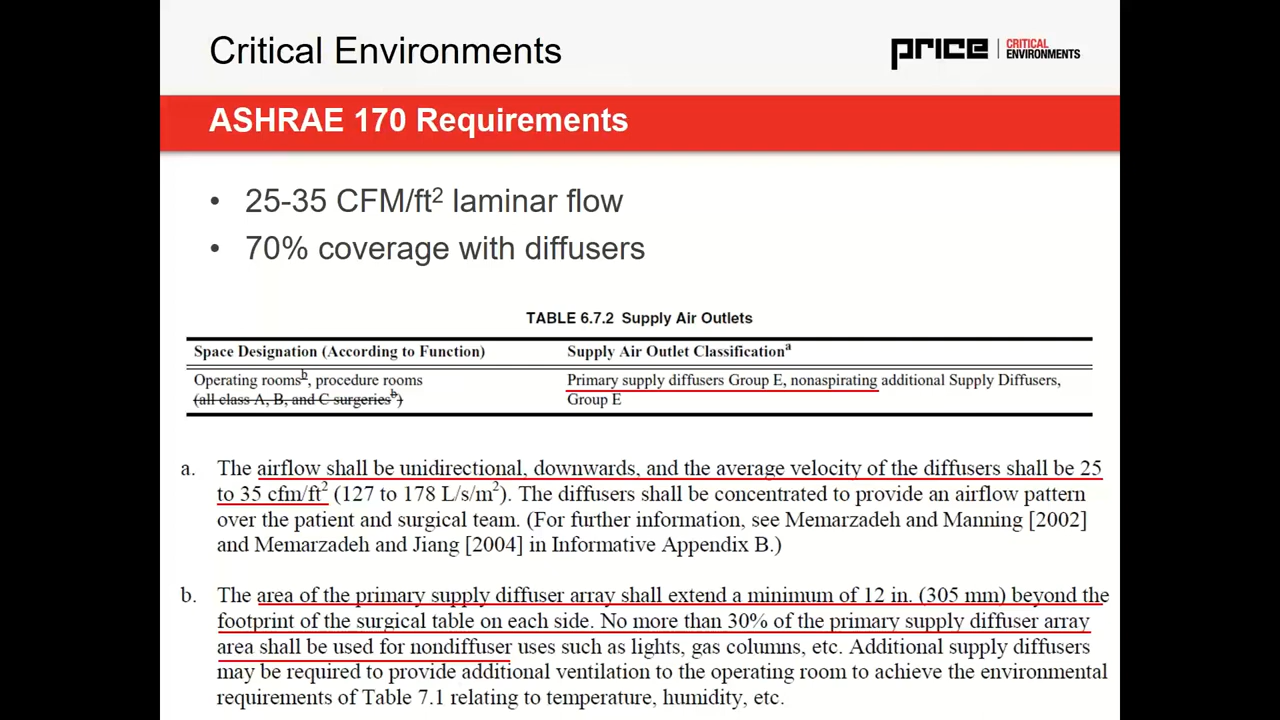 Critical Environments
price | CRITICAL
ENVIRONMENTS
ASHRAE 170 Requirements
• 25-35 CFM/ft² laminar flow
• 70% coverage with diffusers
TABLE 6.7.2 Supply Air Outlets
Space Designation (According to Function) Supply Air Outlet Classificationᵃ
Operating roomsᵇ, procedure rooms Primary supply diffusers Group E, nonaspirating additional Supply Diffusers,
(all class A, B, and C surgeriesᵇ) Group E
a. The airflow shall be unidirectional, downwards, and the average velocity of the diffusers shall be 25
to 35 cfm/ft² (127 to 178 L/s/m²). The diffusers shall be concentrated to provide an airflow pattern
over the patient and surgical team. (For further information, see Memarzadeh and Manning [2002]
and Memarzadeh and Jiang [2004] in Informative Appendix B.)
b. The area of the primary supply diffuser array shall extend a minimum of 12 in. (305 mm) beyond the
footprint of the surgical table on each side. No more than 30% of the primary supply diffuser array
area shall be used for nondiffuser uses such as lights, gas columns, etc. Additional supply diffusers
may be required to provide additional ventilation to the operating room to achieve the environmental
requirements of Table 7.1 relating to temperature, humidity, etc.